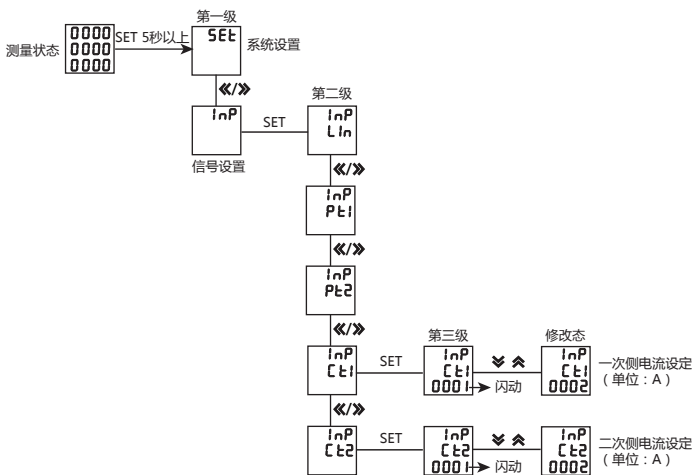 第一级
0000
0000
0000
测量状态
SET 5秒以上
SEt
系统设置
《/》
InP
信号设置
SET
第二级
InP
LIn
《/》
InP
Pt1
《/》
InP
Pt2
《/》
InP
Ct1
SET
第三级
InP
Ct1
0001
闪动
修改态
InP
Ct1
0002
一次侧电流设定
(单位:A)
《/》
InP
Ct2
SET
InP
Ct2
0001
闪动
InP
Ct2
0002
二次侧电流设定
(单位:A)